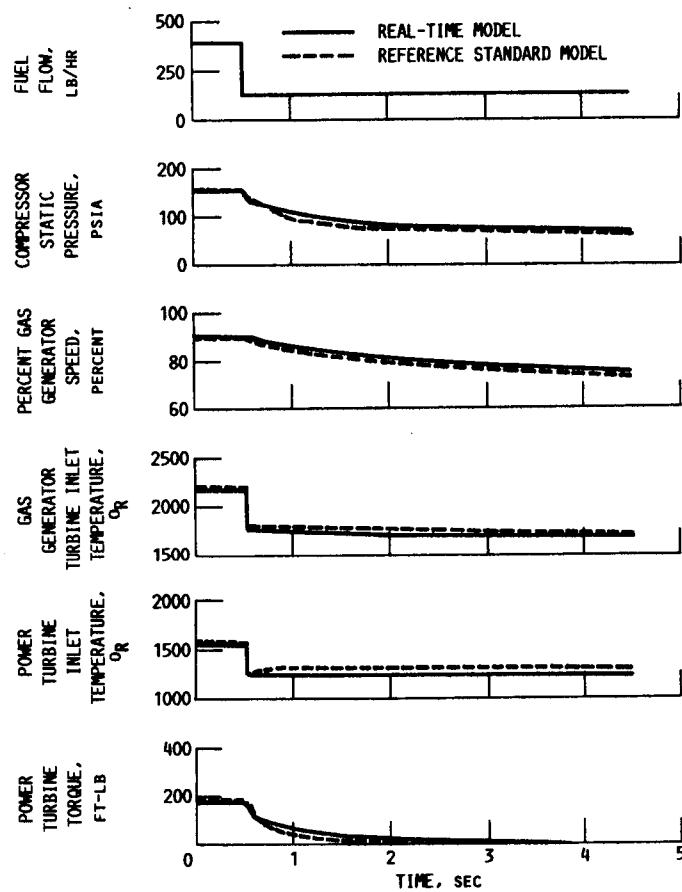 REAL-TIME MODEL
REFERENCE STANDARD MODEL
FUEL
FLOW,
LB/HR
500
250
0
5
COMPRESSOR
STATIC
PRESSURE,
PSIA
200
100
0
PERCENT GAS
GENERATOR
SPEED,
PERCENT
100
80
60
GAS
GENERATOR
TURBINE INLET
TEMPERATURE,
OR
2500
2000
1500
POWER
TURBINE
INLET
TEMPERATURE,
OR
2000
1500
1000
POWER
TURBINE
TORQUE,
FT-LB
400
200
0
0 1 2 3 4 5
TIME, SEC